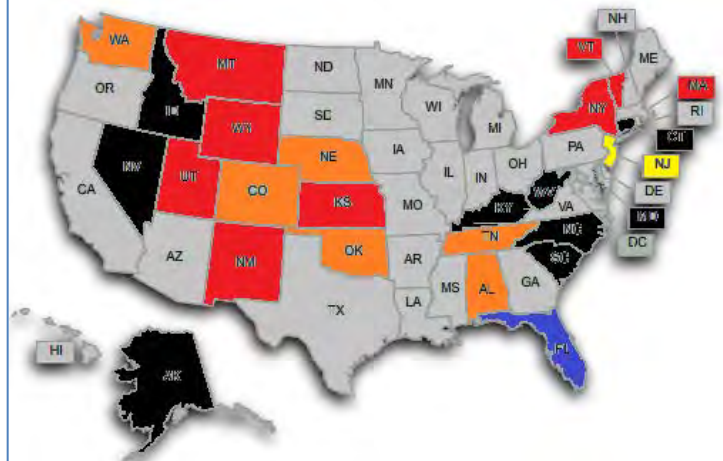 NH
WA
VT
ME
MT
ND
MN
OR
MA
NY
ID
SD
WI
RI
WY
MI
CT
PA
NE
IA
NJ
NV
OH
IL
IN
UT
DE
CO
WV
CA
KS
MO
VA
MD
KY
NC
DC
TN
OK
AZ
NM
AR
SC
MS
AL
GA
LA
TX
HI
FL
AK